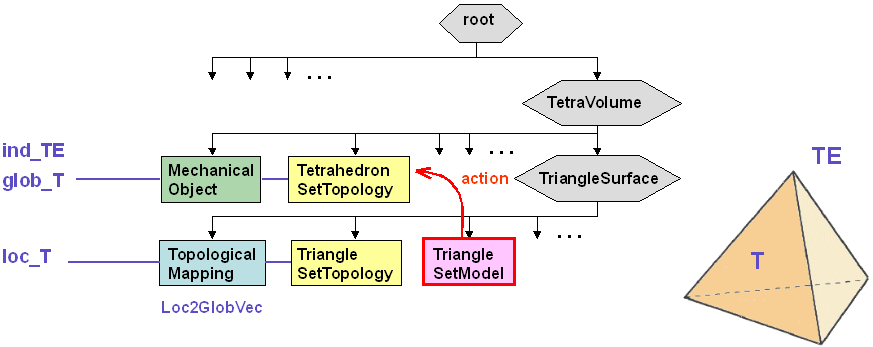 root
...
TetraVolume
ind_TE
...
TE
glob_T
Mechanical
Object
Tetrahedron
SetTopology
action
TriangleSurface
...
loc_T
Topological
Mapping
Triangle
SetTopology
Triangle
SetModel
T
Loc2GlobVec